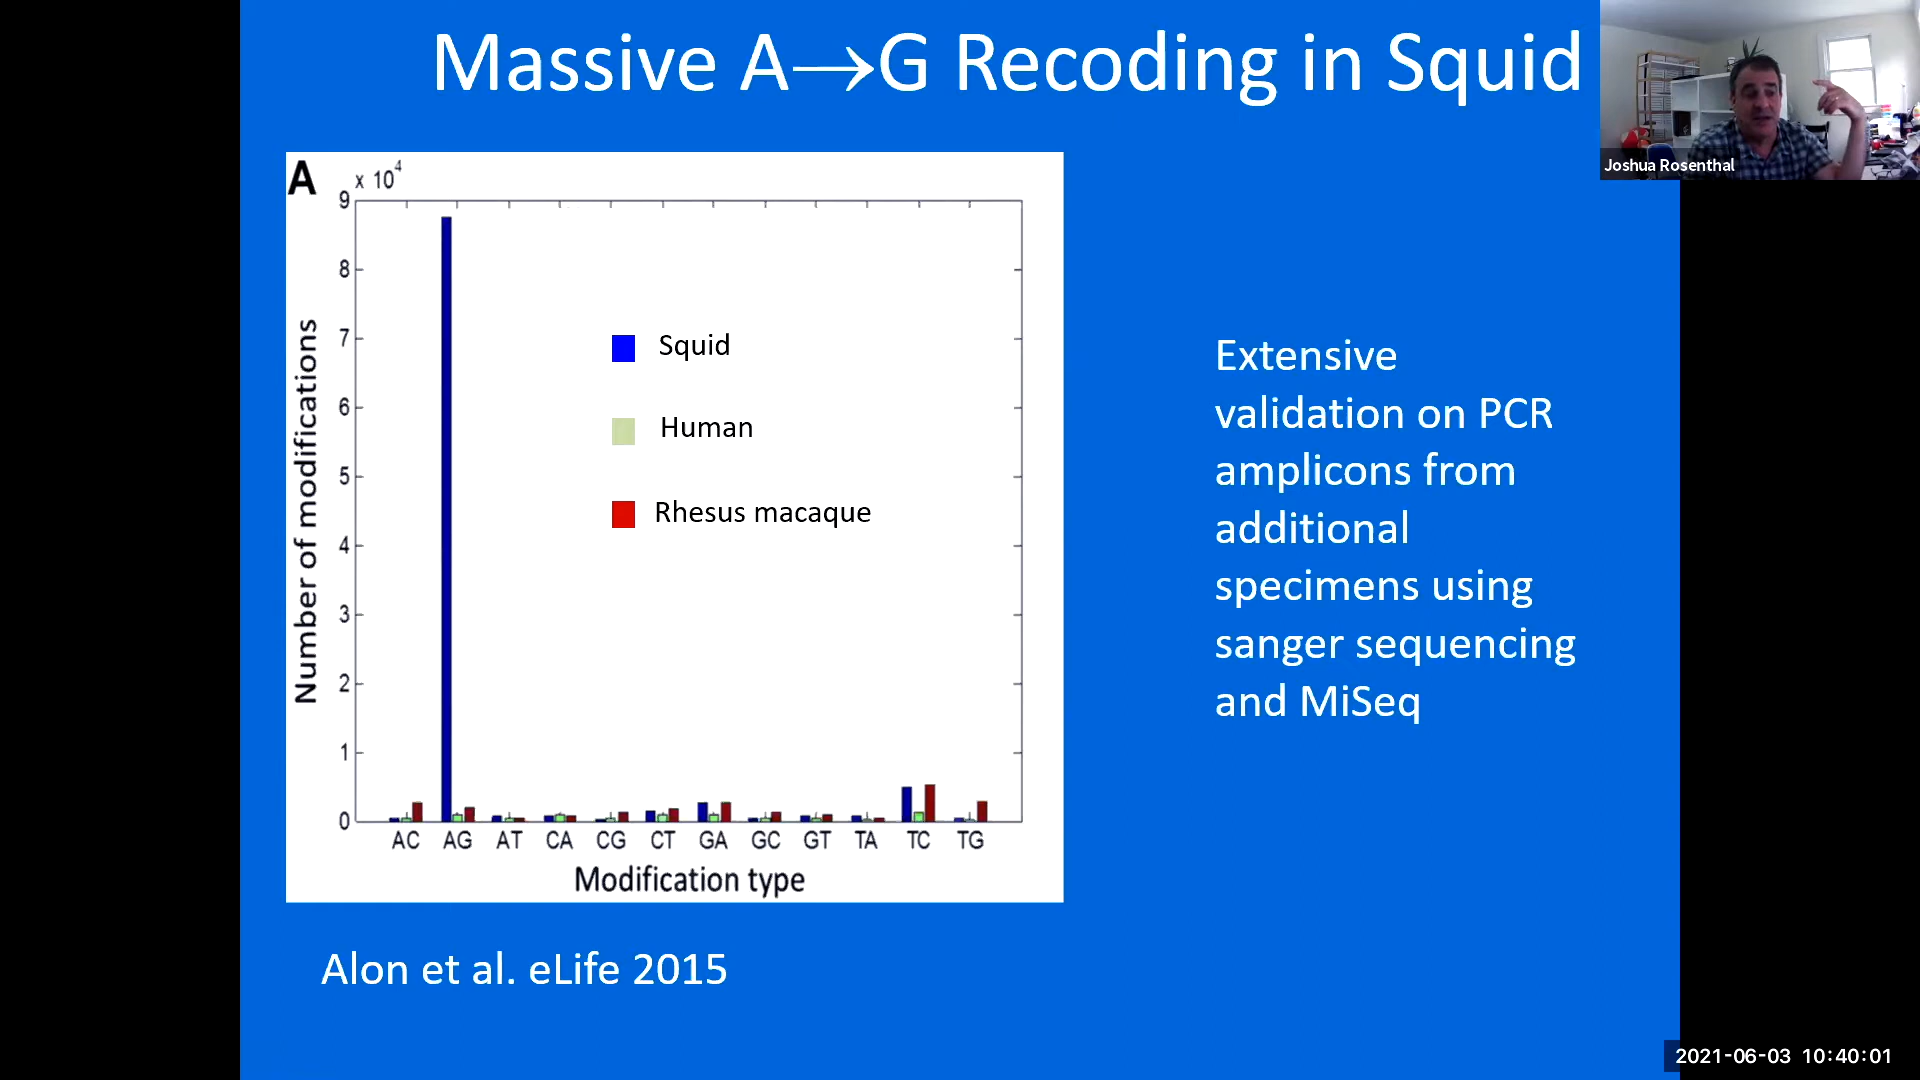 Massive A→G Recoding in Squid
Joshua Rosenthal
A
x 10⁴
9
8
7
6
5
4
3
2
1
0
Number of modifications
Squid
Human
Rhesus macaque
AC AG AT CA CG CT GA GC GT TA TC TG
Modification type
Extensive
validation on PCR
amplicons from
additional
specimens using
sanger sequencing
and MiSeq
Alon et al. eLife 2015
2021-06-03 10:40:01